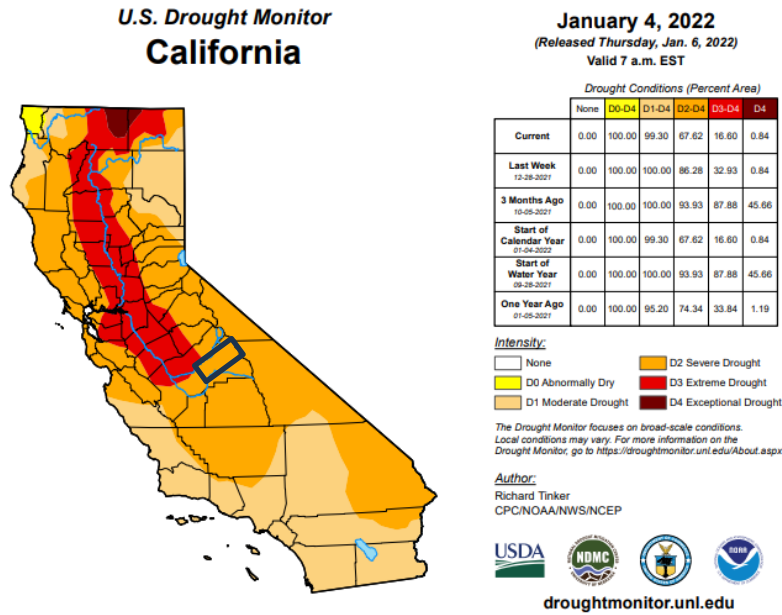 U.S. Drought Monitor
California
January 4, 2022
(Released Thursday, Jan. 6, 2022)
Valid 7 a.m. EST
Drought Conditions (Percent Area)
None D0-D4 D1-D4 D2-D4 D3-D4 D4
Current 0.00 100.00 99.30 67.62 16.60 0.84
Last Week 0.00 100.00 100.00 86.28 32.93 0.84
12-28-2021
3 Months Ago 0.00 100.00 100.00 93.93 87.88 45.66
10-05-2021
Start of
Calendar Year 0.00 100.00 99.30 67.62 16.60 0.84
01-04-2022
Start of
Water Year 0.00 100.00 100.00 93.93 87.88 45.66
09-28-2021
One Year Ago 0.00 100.00 95.20 74.34 33.84 1.19
01-05-2021
Intensity:
None
D0 Abnormally Dry
D1 Moderate Drought
D2 Severe Drought
D3 Extreme Drought
D4 Exceptional Drought
The Drought Monitor focuses on broad-scale conditions.
Local conditions may vary. For more information on the
Drought Monitor, go to https://droughtmonitor.unl.edu/About.aspx
Author:
Richard Tinker
CPC/NOAA/NWS/NCEP
USDA
NDMC
NOAA
droughtmonitor.unl.edu